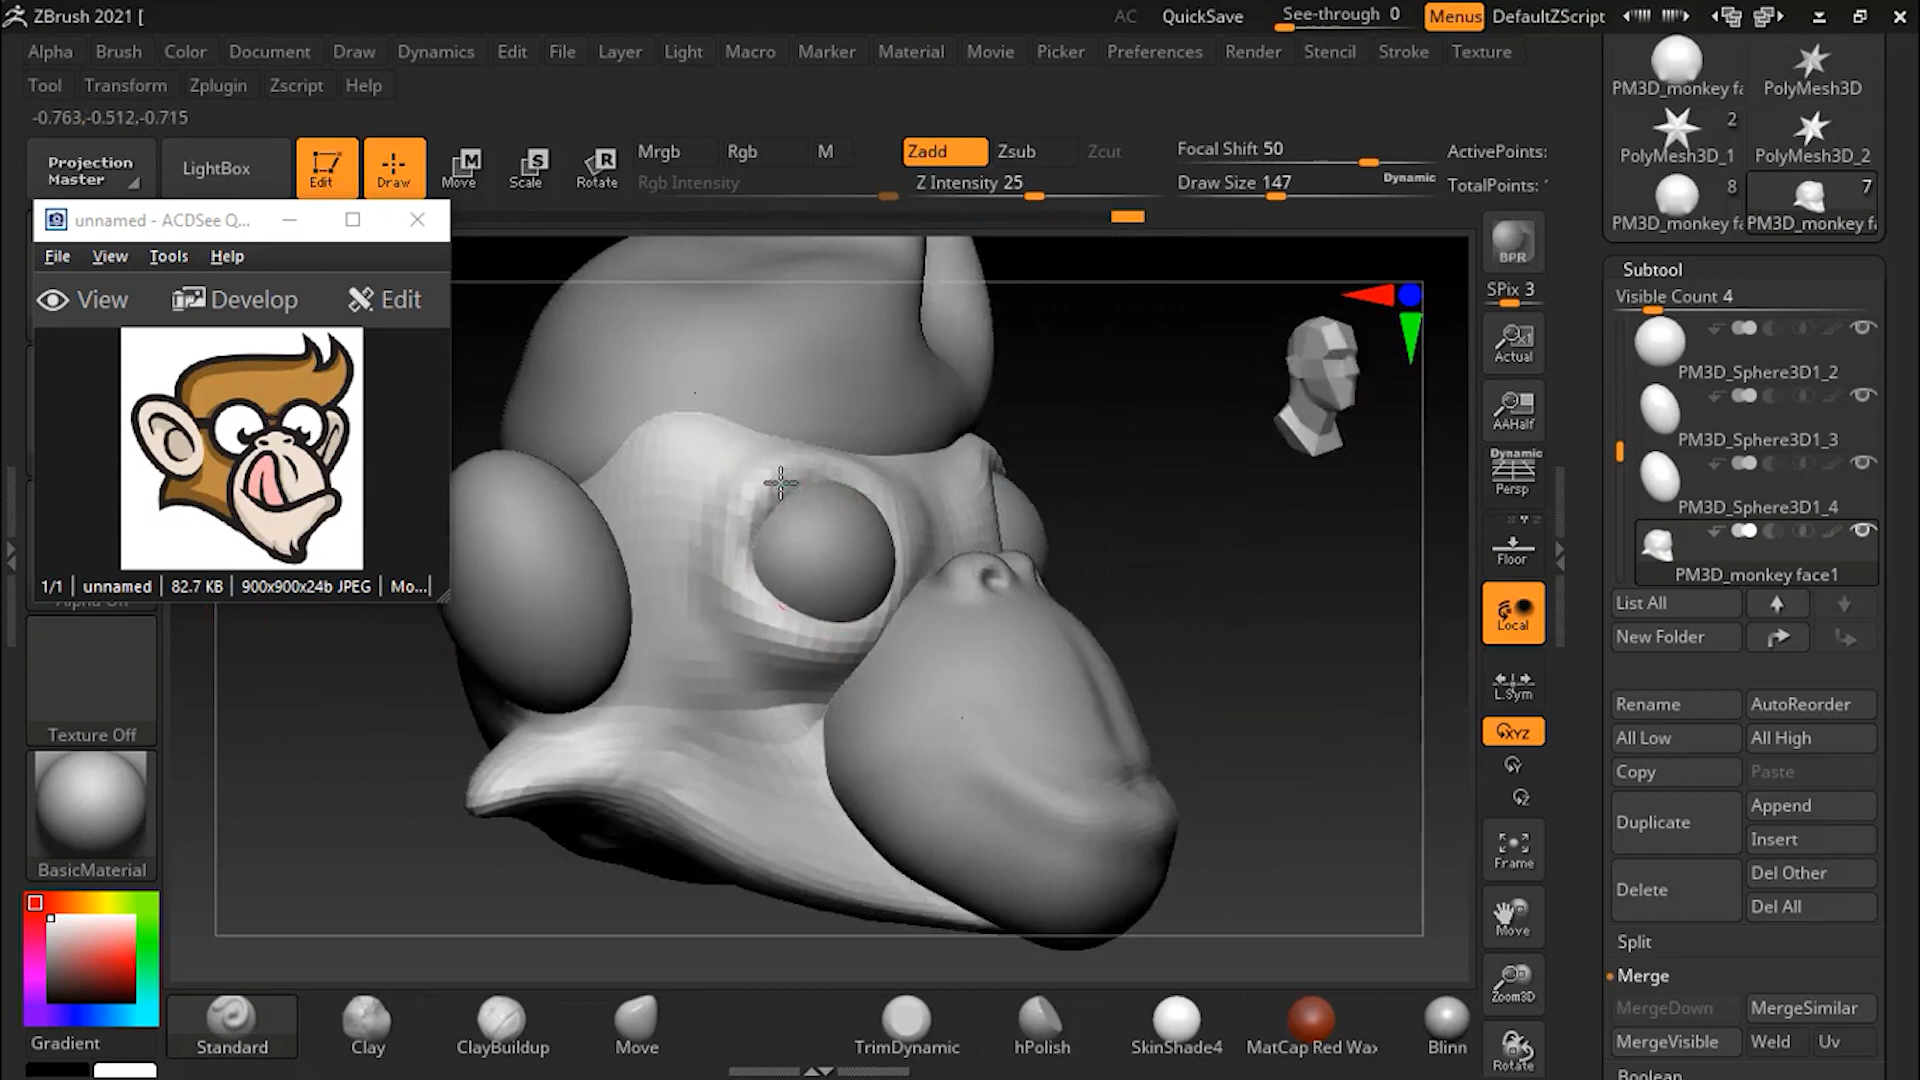 ZBrush 2021 [
AC QuickSave See-through 0 Menus DefaultZScript
Alpha Brush Color Document Draw Dynamics Edit File Layer Light Macro Marker Material Movie Picker Preferences Render Stencil Stroke Texture
Tool Transform Zplugin Zscript Help
-0.763,-0.512,-0.715
Projection Master
LightBox
Edit
Draw
Move
Scale
Rotate
Mrgb Rgb M
Rgb Intensity
Zadd Zsub Zcut
Z Intensity 25
Focal Shift 50
Draw Size 147
Dynamic
ActivePoints:
TotalPoints:
unnamed - ACDSee Q...
File View Tools Help
View Develop Edit
1/1 unnamed 82.7 KB 900x900x24b JPEG Mo...
Alpha Off
Texture Off
BasicMaterial
Gradient
Standard
Clay
ClayBuildup
Move
TrimDynamic
hPolish
SkinShade4
MatCap Red Wax
Blinn
BPR
SPix 3
Actual
AAHalf
Dynamic
Persp
Floor
Local
L.Sym
XYZ
Y
Z
Frame
Move
Zoom3D
Rotate
PM3D_monkey fa PolyMesh3D
2
PolyMesh3D_1 PolyMesh3D_2
8 7
PM3D_monkey fa PM3D_monkey fa
Subtool
Visible Count 4
PM3D_Sphere3D1_2
PM3D_Sphere3D1_3
PM3D_Sphere3D1_4
PM3D_monkey face1
List All
New Folder
Rename AutoReorder
All Low All High
Copy Paste
Duplicate Append
Insert
Delete Del Other
Del All
Split
Merge
MergeDown MergeSimilar
MergeVisible Weld Uv
Boolean